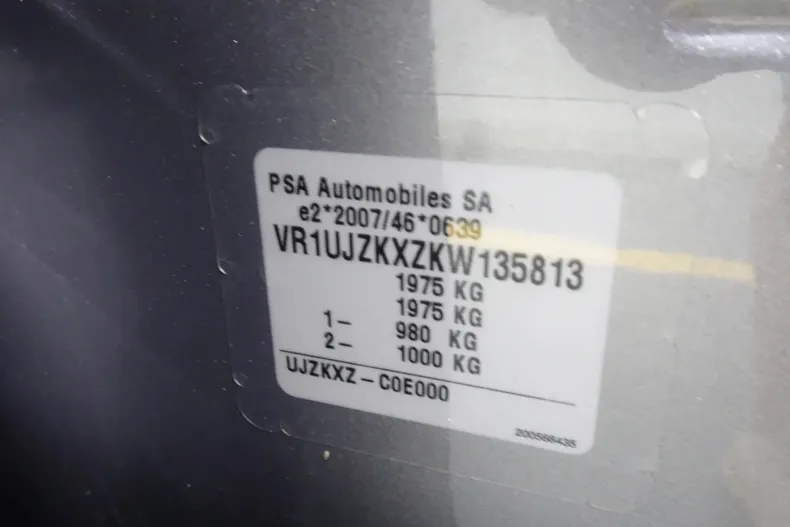 PSA Automobiles SA
e2*2007/46*0639
VR1UJZKXZKW135813
1975 KG
1975 KG
1– 980 KG
2– 1000 KG
UJZKXZ – C0E000
200588435